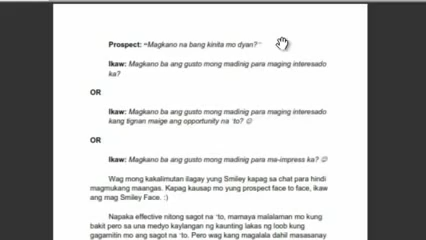 Prospect: "Magkano na bang kinita mo dyan?"
Ikaw: Magkano ba ang gusto mong madinig para maging interesado
ka?
OR
Ikaw: Magkano ba ang gusto mong madinig para maging interesado
kang tignan maige ang opportunity na 'to? ☺
OR
Ikaw: Magkano ba ang gusto mong madinig para ma-impress ka? ☺
Wag mong kakalimutan ilagay yung Smiley kapag sa chat para hindi
magmukang maangas. Kapag kausap mo yung prospect face to face, ikaw
ang mag Smiley Face. :)
Napaka effective nitong sagot na 'to, mamaya malalaman mo kung
bakit pero sa una medyo kaylangan ng kaunting lakas ng loob kung
gagamitin mo ang sagot na 'to. Pero wag kang magalala dahil masasanay